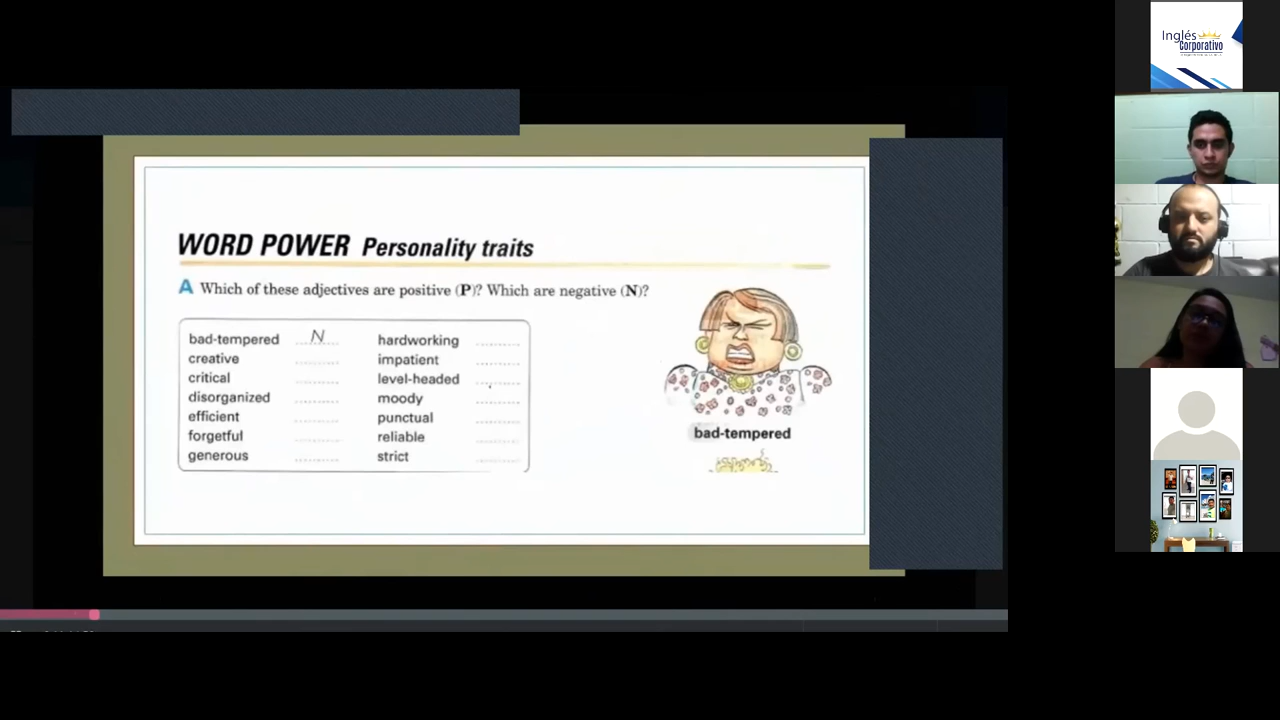 Inglés
Corporativo
WORD POWER Personality traits
A Which of these adjectives are positive (P)? Which are negative (N)?
bad-tempered N hardworking
creative impatient
critical level-headed
disorganized moody
efficient punctual
forgetful reliable
generous strict
bad-tempered